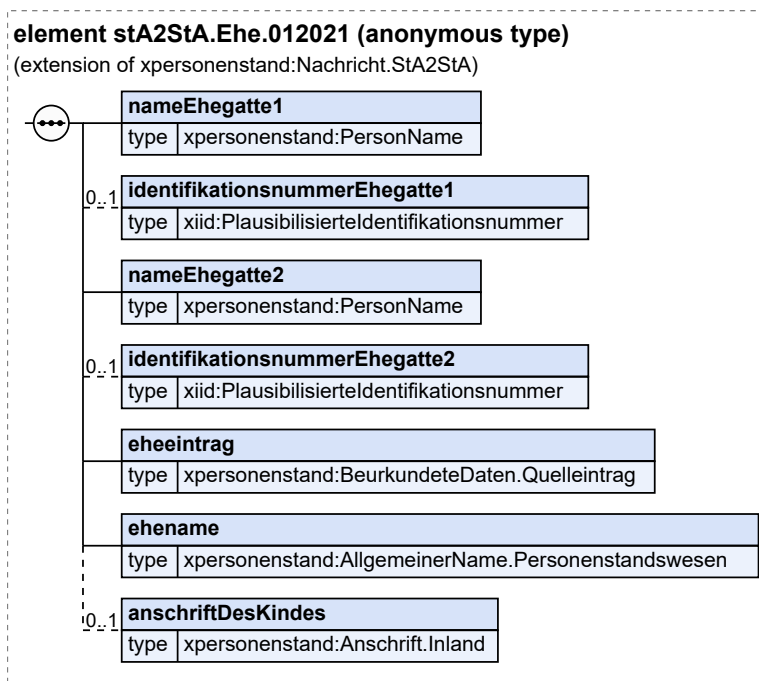 element stA2StA.Ehe.012021 (anonymous type)
(extension of xpersonenstand:Nachricht.StA2StA)
nameEhegatte1
type xpersonenstand:PersonName
0..1 identifikationsnummerEhegatte1
type xiid:PlausibilisierteIdentifikationsnummer
nameEhegatte2
type xpersonenstand:PersonName
0..1 identifikationsnummerEhegatte2
type xiid:PlausibilisierteIdentifikationsnummer
eheeintrag
type xpersonenstand:BeurkundeteDaten.Quelleintrag
ehename
type xpersonenstand:AllgemeinerName.Personenstandswesen
0..1 anschriftDesKindes
type xpersonenstand:Anschrift.Inland